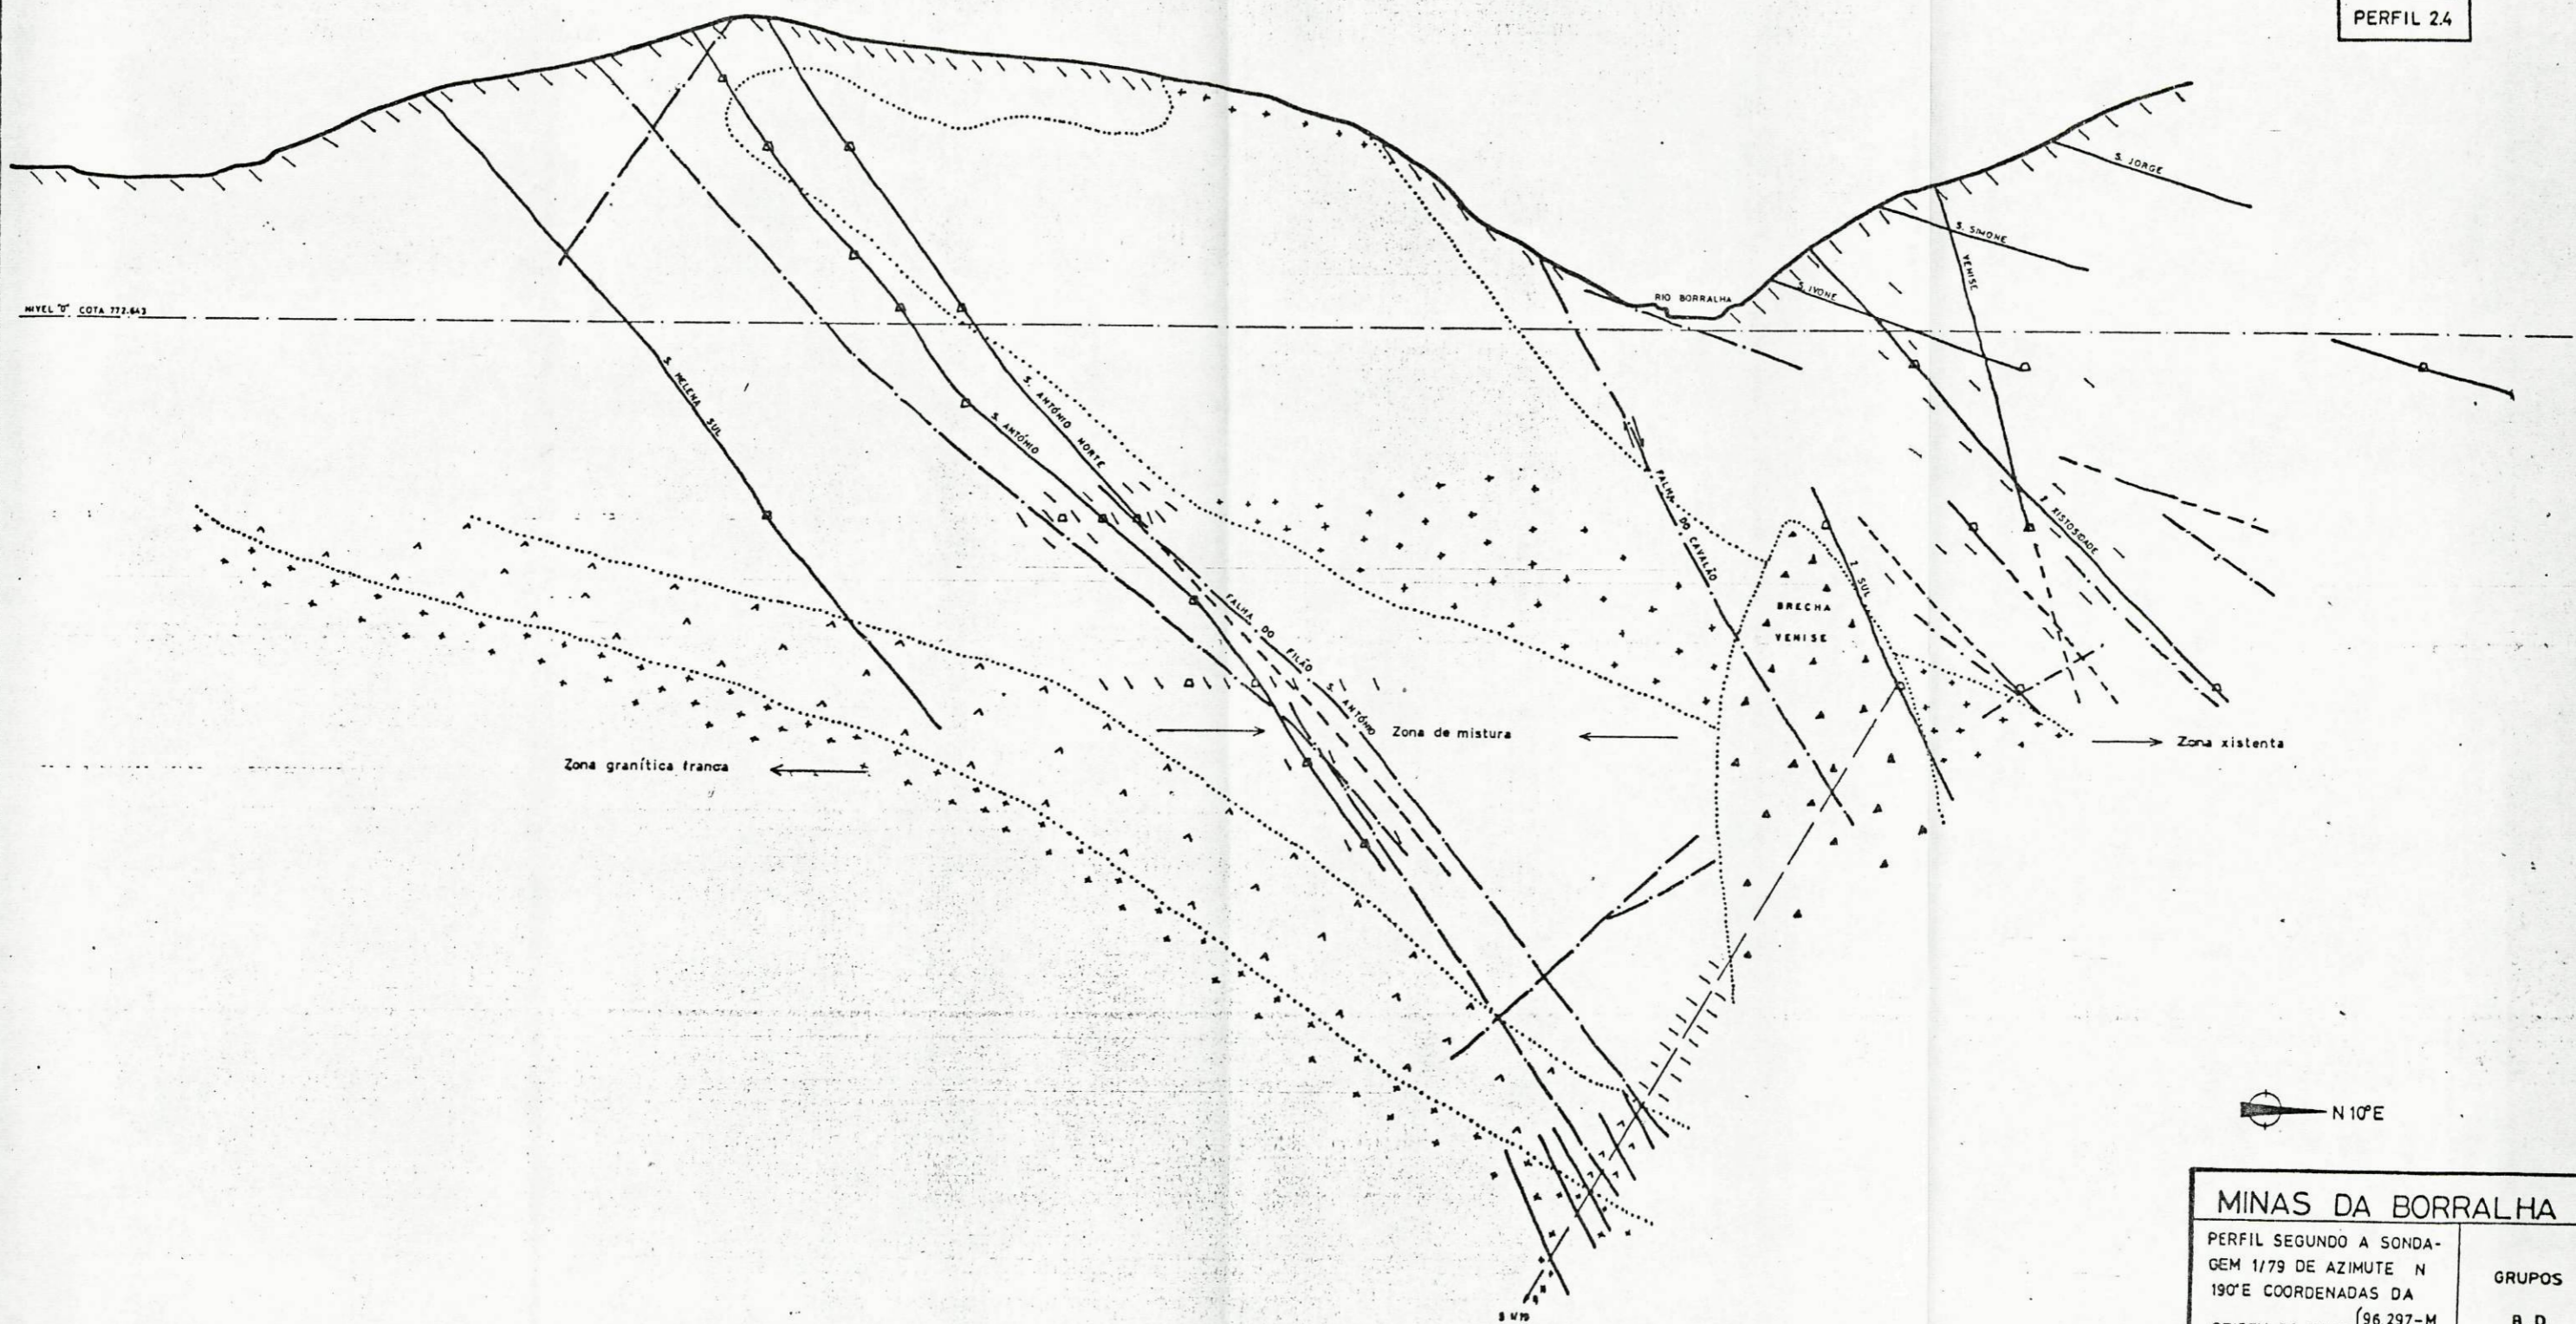 PERFIL 2.4
S. JORGE
S. SIMONE
VENISE
S. IVONE
RIO BORRALHA
NIVEL "0" COTA 772.643
S. HELENA SUL
S. ANTÓNIO NORTE
S. ANTÓNIO
FALHA DO CAVALÃO
XISTOSIDADE
SUL
BRECHA
VENISE
FALHA DO FILÃO S. ANTÓNIO
Zona de mistura
Zona xistenta
Zona granítica franca
N 10°E
MINAS DA BORRALHA
PERFIL SEGUNDO A SONDA-
GEM 1/79 DE AZIMUTE N
190°E COORDENADAS DA
(96 297-M
GRUPOS
B D
S 1/79